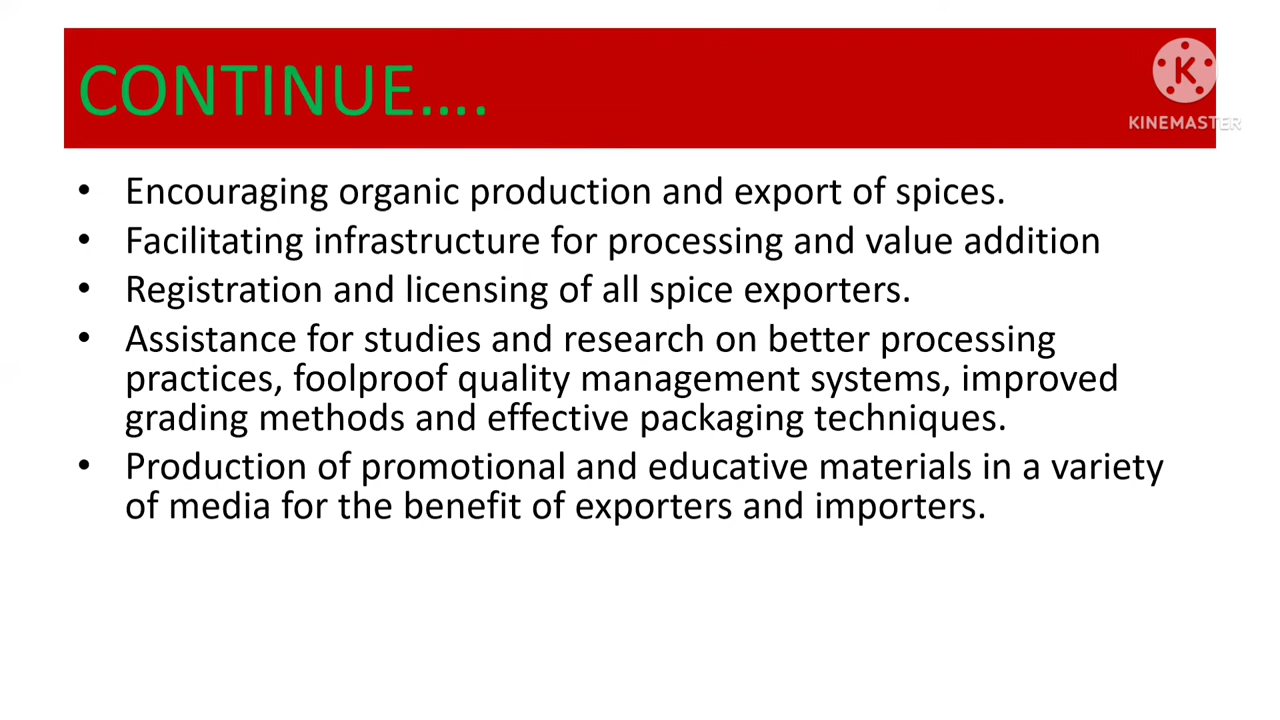 CONTINUE....
K
KINEMASTER
• Encouraging organic production and export of spices.
• Facilitating infrastructure for processing and value addition
• Registration and licensing of all spice exporters.
• Assistance for studies and research on better processing
practices, foolproof quality management systems, improved
grading methods and effective packaging techniques.
• Production of promotional and educative materials in a variety
of media for the benefit of exporters and importers.